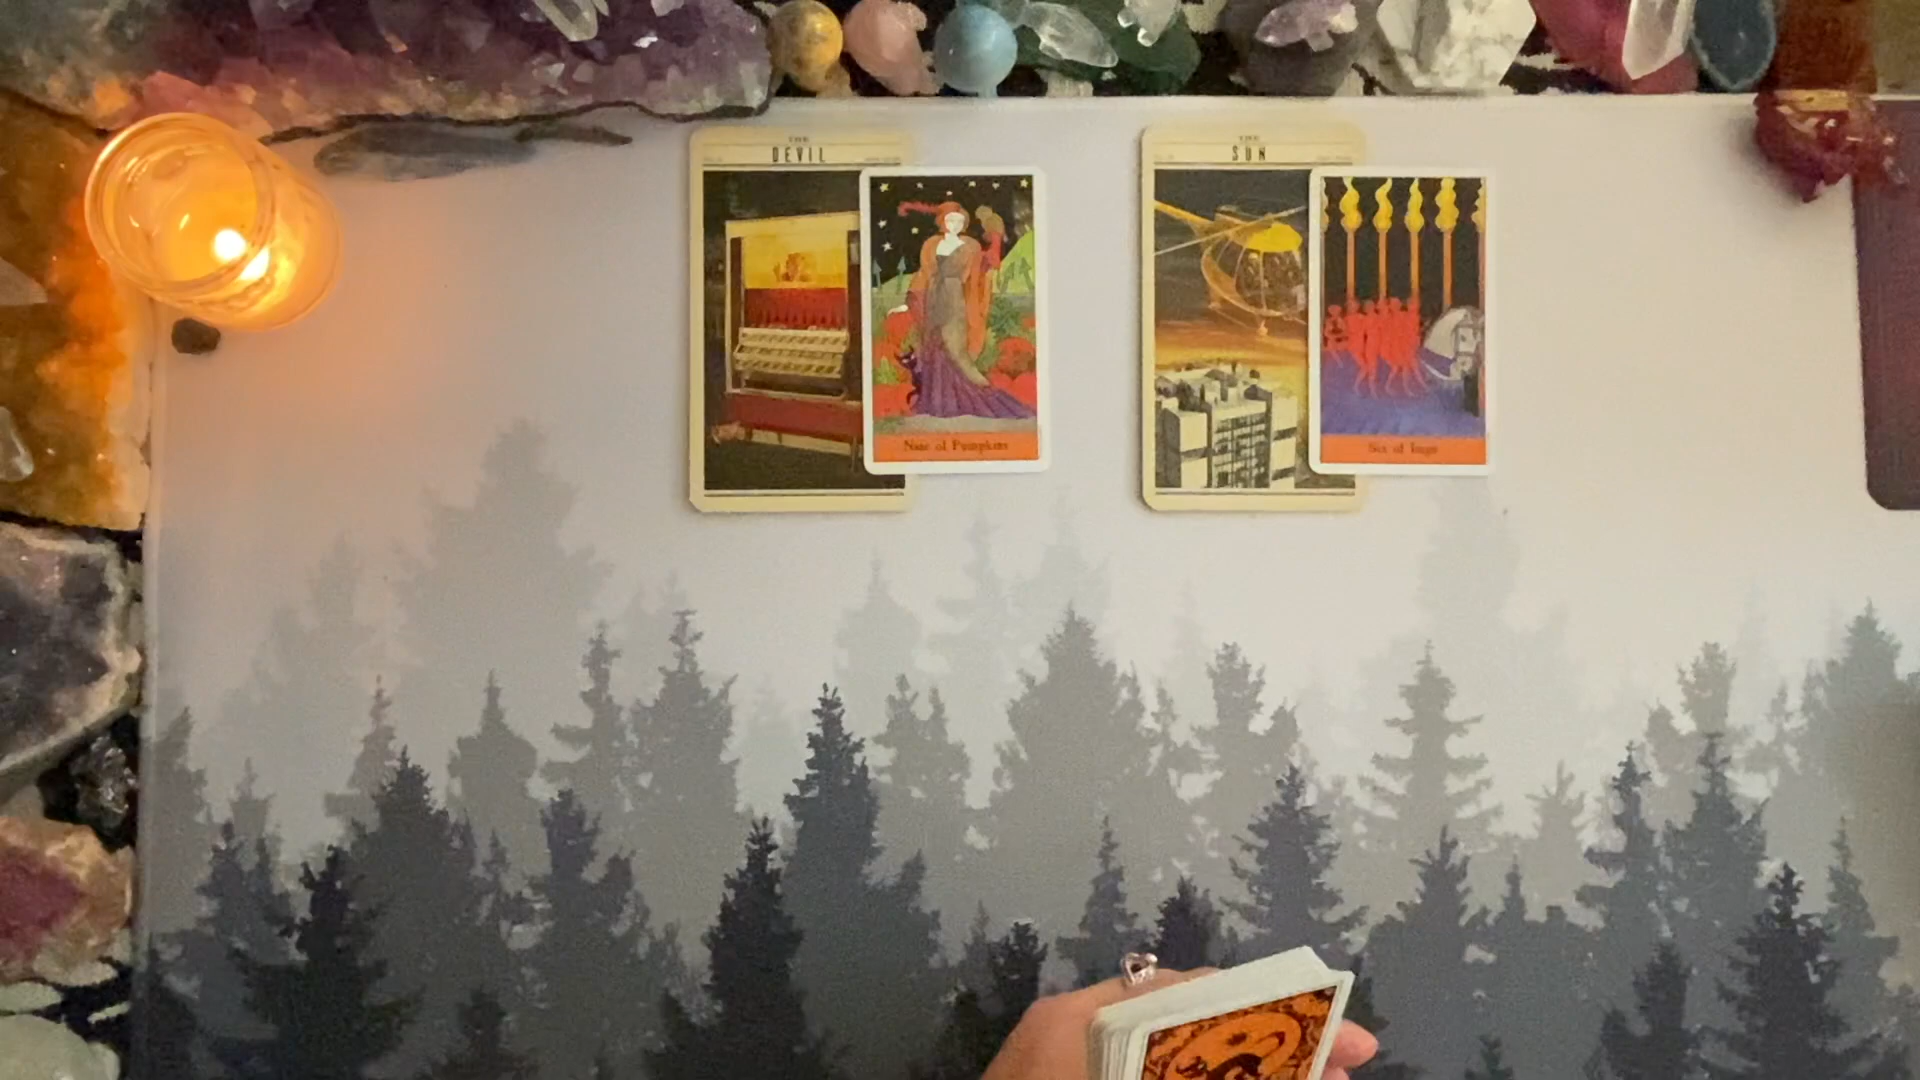 THE
DEVIL
Nine of Pumpkins
THE
SUN
Six of Imps